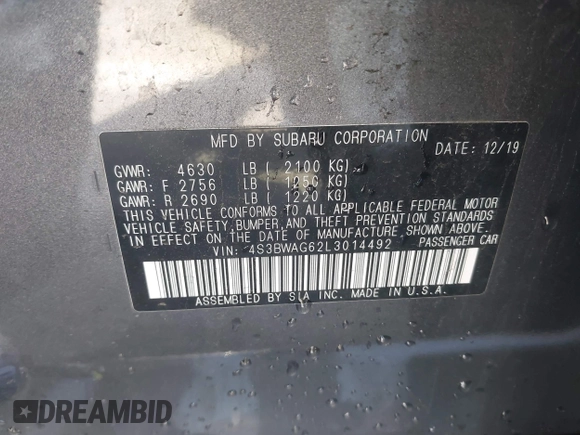 MFD BY SUBARU CORPORATION
DATE: 12/19
GVWR: 4630 LB ( 2100 KG)
GAWR: F 2756 LB ( 1250 KG)
GAWR: R 2690 LB ( 1220 KG)
THIS VEHICLE CONFORMS TO ALL APPLICABLE FEDERAL MOTOR
VEHICLE SAFETY, BUMPER, AND THEFT PREVENTION STANDARDS
IN EFFECT ON THE DATE OF MANUFACTURE, SHOWN ABOVE.
VIN: 4S3BWAG62L3014492 PASSENGER CAR
ASSEMBLED BY SIA INC. MADE IN U.S.A.
DREAMBID